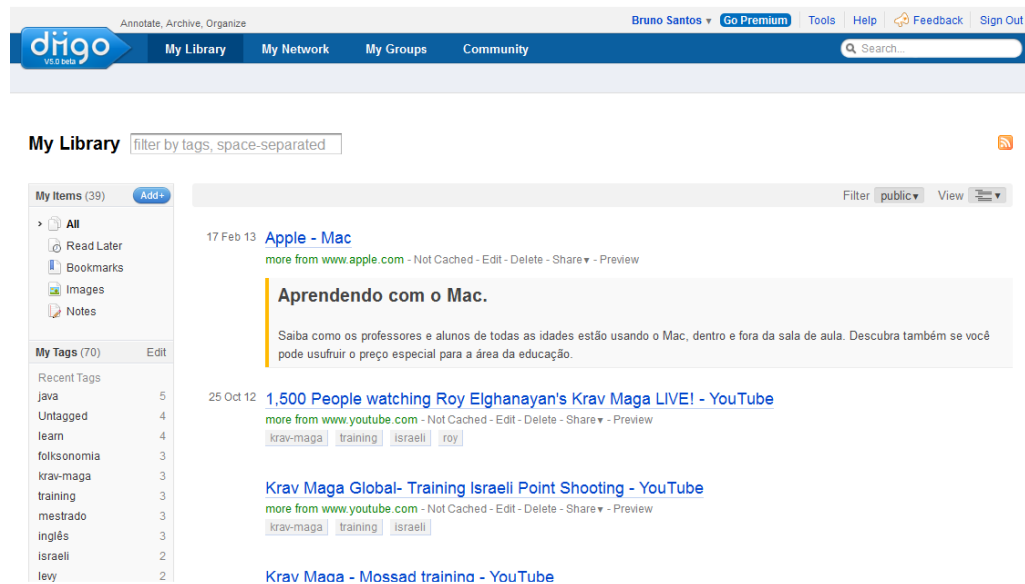 Annotate, Archive, Organize
Bruno Santos ▾ Go Premium Tools Help Feedback Sign Out
diigo
V5.0 beta
My Library My Network My Groups Community
Search...
My Library filter by tags, space-separated
My Items (39) Add+
Filter public▾ View
› All
Read Later
Bookmarks
Images
Notes
My Tags (70) Edit
Recent Tags
java 5
Untagged 4
learn 4
folksonomia 3
krav-maga 3
training 3
mestrado 3
inglês 3
israeli 2
levy 2
17 Feb 13 Apple - Mac
more from www.apple.com - Not Cached - Edit - Delete - Share▾ - Preview
Aprendendo com o Mac.
Saiba como os professores e alunos de todas as idades estão usando o Mac, dentro e fora da sala de aula. Descubra também se você
pode usufruir o preço especial para a área da educação.
25 Oct 12 1,500 People watching Roy Elghanayan's Krav Maga LIVE! - YouTube
more from www.youtube.com - Not Cached - Edit - Delete - Share▾ - Preview
krav-maga training israeli roy
Krav Maga Global- Training Israeli Point Shooting - YouTube
more from www.youtube.com - Not Cached - Edit - Delete - Share▾ - Preview
krav-maga training israeli
Krav Maga - Mossad training - YouTube